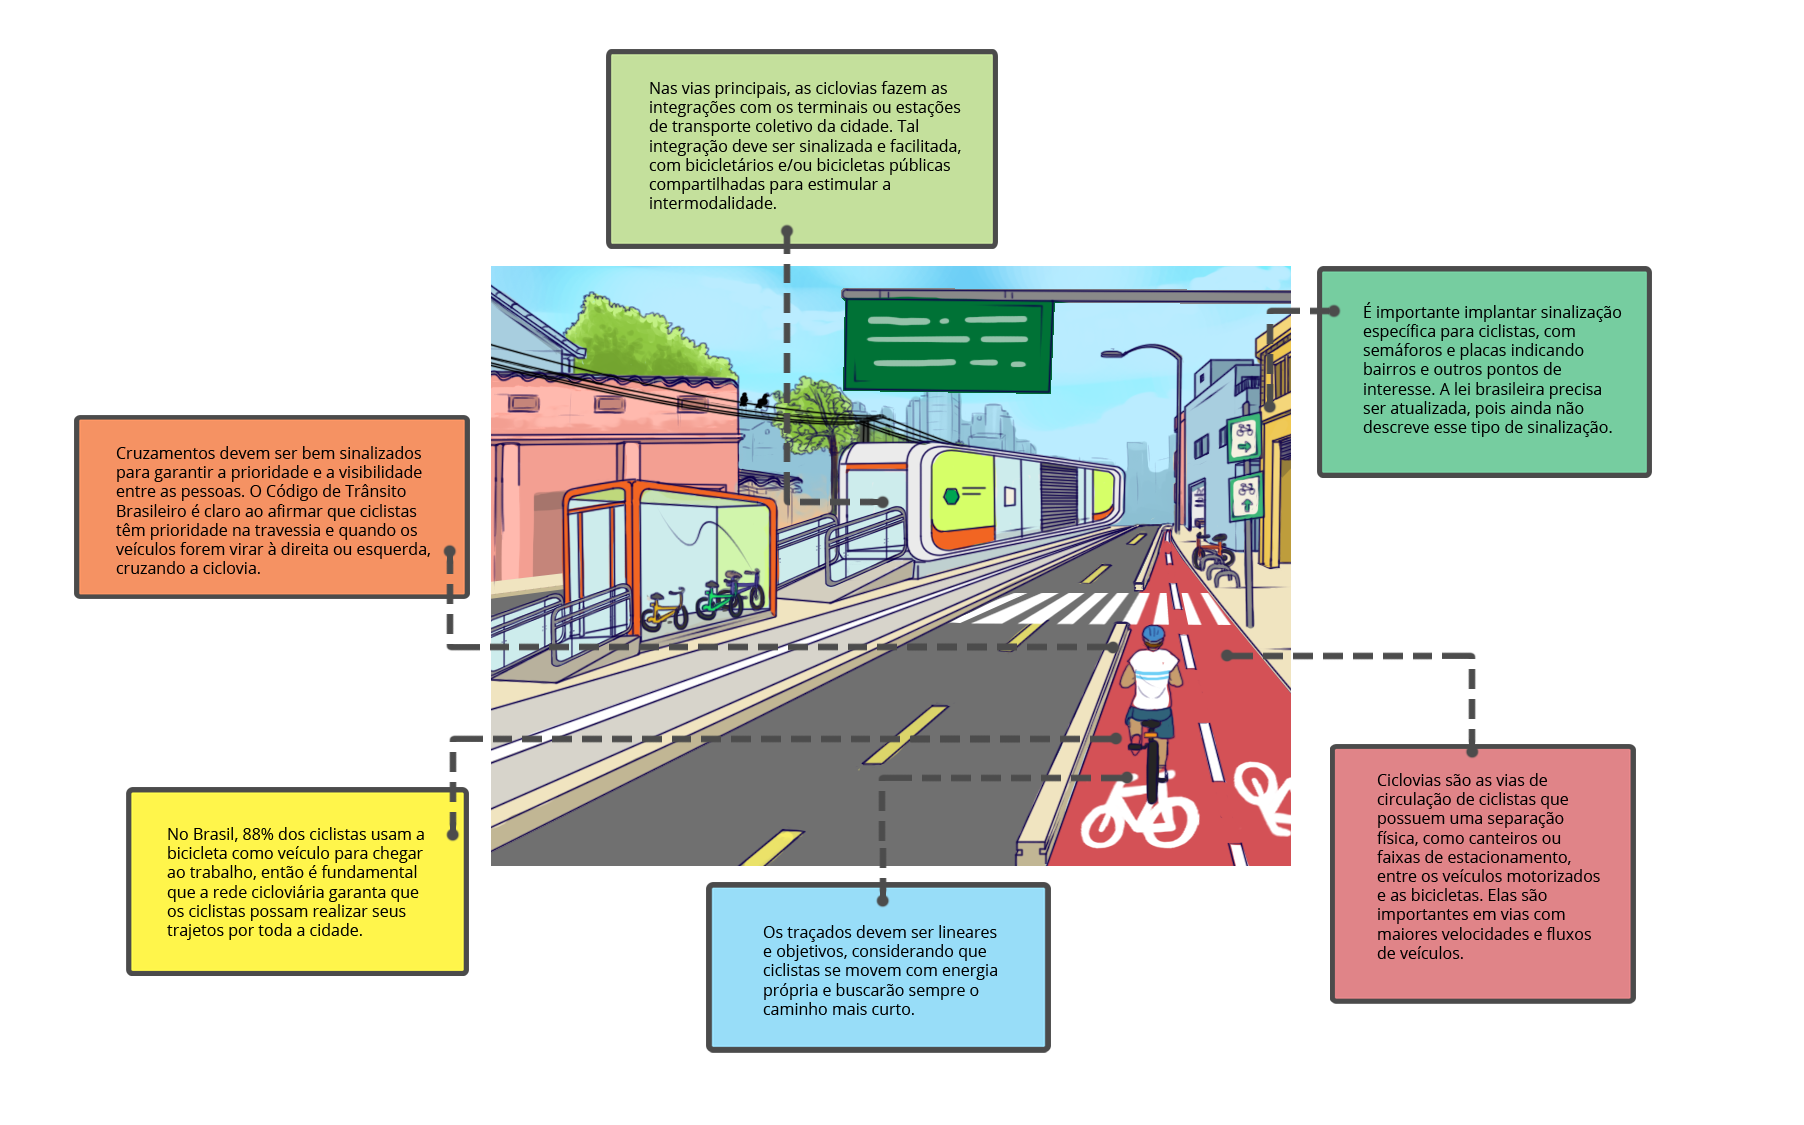 Nas vias principais, as ciclovias fazem as
integrações com os terminais ou estações
de transporte coletivo da cidade. Tal
integração deve ser sinalizada e facilitada,
com bicicletários e/ou bicicletas públicas
compartilhadas para estimular a
intermodalidade.
É importante implantar sinalização
específica para ciclistas, com
semáforos e placas indicando
bairros e outros pontos de
interesse. A lei brasileira precisa
ser atualizada, pois ainda não
descreve esse tipo de sinalização.
Cruzamentos devem ser bem sinalizados
para garantir a prioridade e a visibilidade
entre as pessoas. O Código de Trânsito
Brasileiro é claro ao afirmar que ciclistas
têm prioridade na travessia e quando os
veículos forem virar à direita ou esquerda,
cruzando a ciclovia.
No Brasil, 88% dos ciclistas usam a
bicicleta como veículo para chegar
ao trabalho, então é fundamental
que a rede cicloviária garanta que
os ciclistas possam realizar seus
trajetos por toda a cidade.
Os traçados devem ser lineares
e objetivos, considerando que
ciclistas se movem com energia
própria e buscarão sempre o
caminho mais curto.
Ciclovias são as vias de
circulação de ciclistas que
possuem uma separação
física, como canteiros ou
faixas de estacionamento,
entre os veículos motorizados
e as bicicletas. Elas são
importantes em vias com
maiores velocidades e fluxos
de veículos.